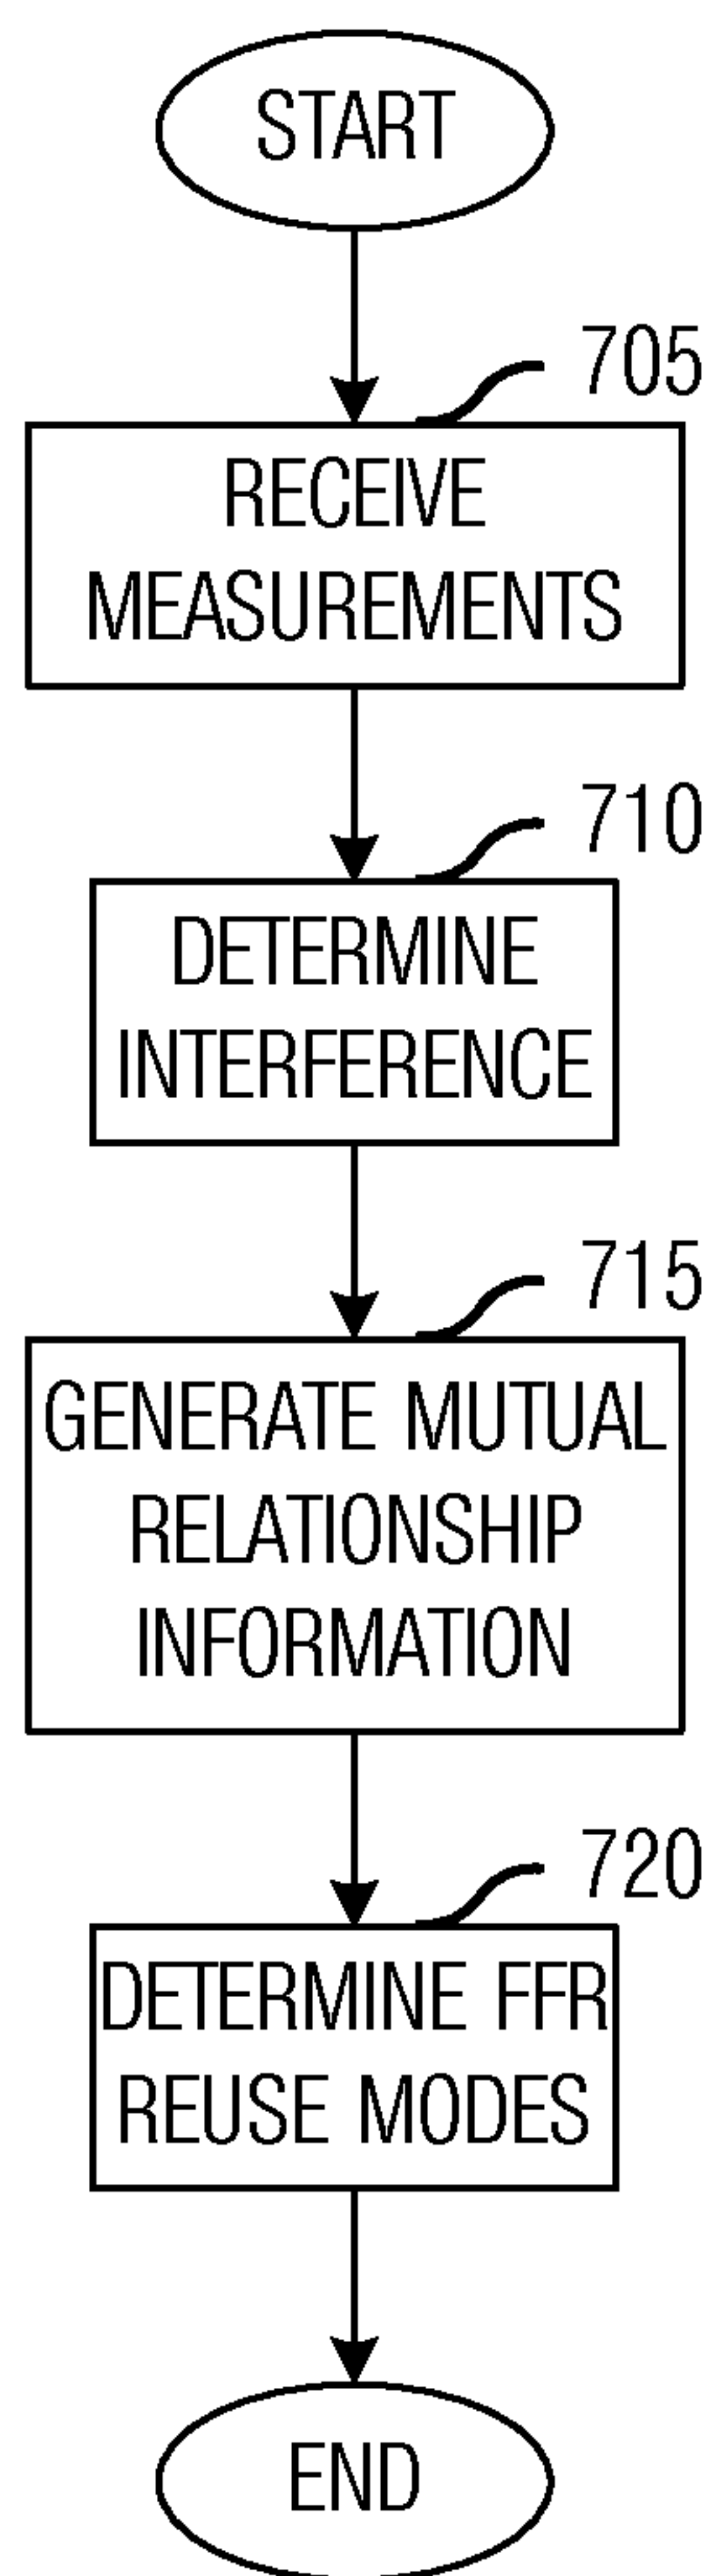 START
705
RECEIVE
MEASUREMENTS
710
DETERMINE
INTERFERENCE
715
GENERATE MUTUAL
RELATIONSHIP
INFORMATION
720
DETERMINE FFR
REUSE MODES
END